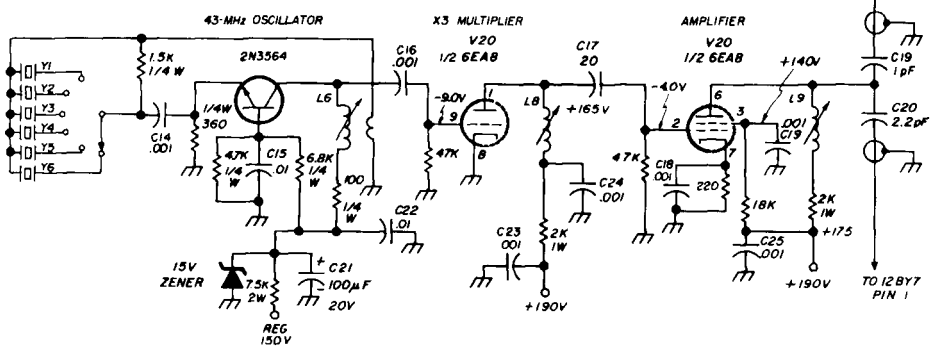 43-MHz OSCILLATOR
2N3564
X3 MULTIPLIER
V20
1/2 6EA8
AMPLIFIER
V20
1/2 6EA8
Y1
Y2
Y3
Y4
Y5
Y6
1.5K
1/4 W
C14
.001
1/4W
360
47K
1/4
W
C15
.01
6.8K
1/4
W
L6
100
1/4
W
C22
.01
15V
ZENER
7.5K
2W
REG
150V
+
C21
100μF
20V
C16
.001
-9.0V
9
1
8
47K
L8
+165V
C24
.001
2K
1W
C23
.001
+190V
C17
20
-4.0V
2
6
3
7
47K
C18
.001
220
+140V
.001
C19
18K
C25
.001
L9
2K
1W
+175
+190V
C19
1pF
C20
2.2pF
TO 12BY7
PIN 1